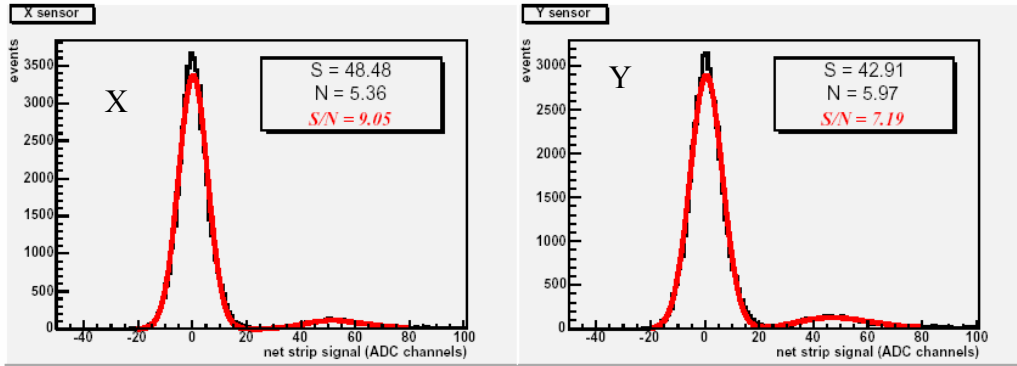 X sensor
events
3500
3000
2500
2000
1500
1000
500
0
X
S = 48.48
N = 5.36
S/N = 9.05
-40 -20 0 20 40 60 80 100
net strip signal (ADC channels)
Y sensor
events
3000
2500
2000
1500
1000
500
0
Y
S = 42.91
N = 5.97
S/N = 7.19
-40 -20 0 20 40 60 80 100
net strip signal (ADC channels)